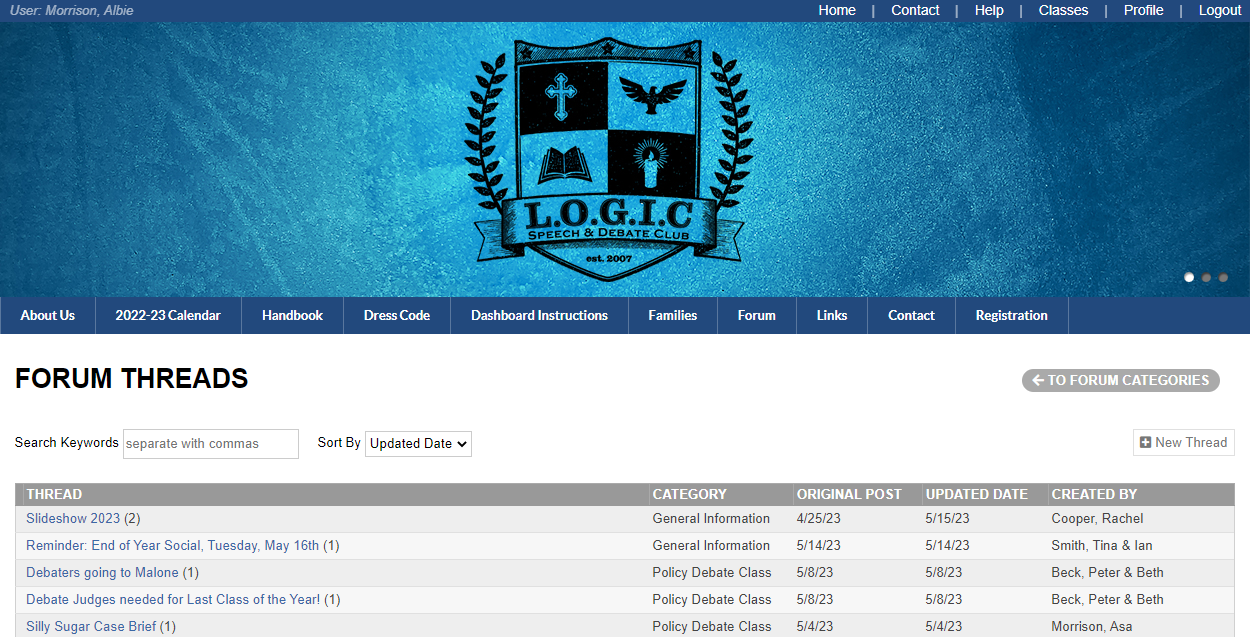 User: Morrison, Albie
Home | Contact | Help | Classes | Profile | Logout
L.O.G.I.C
SPEECH & DEBATE CLUB
est. 2007
About Us 2022-23 Calendar Handbook Dress Code Dashboard Instructions Families Forum Links Contact Registration
FORUM THREADS
TO FORUM CATEGORIES
Search Keywords separate with commas Sort By Updated Date New Thread
THREAD CATEGORY ORIGINAL POST UPDATED DATE CREATED BY
Slideshow 2023 (2) General Information 4/25/23 5/15/23 Cooper, Rachel
Reminder: End of Year Social, Tuesday, May 16th (1) General Information 5/14/23 5/14/23 Smith, Tina & Ian
Debaters going to Malone (1) Policy Debate Class 5/8/23 5/8/23 Beck, Peter & Beth
Debate Judges needed for Last Class of the Year! (1) Policy Debate Class 5/8/23 5/8/23 Beck, Peter & Beth
Silly Sugar Case Brief (1) Policy Debate Class 5/4/23 5/4/23 Morrison, Asa